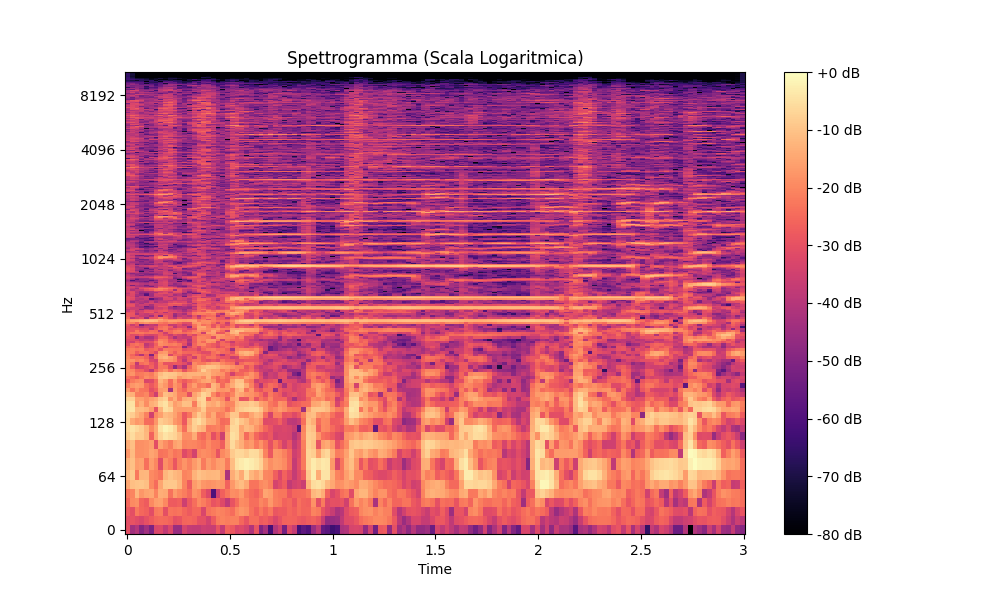 Spettrogramma (Scala Logaritmica)
Hz
8192
4096
2048
1024
512
256
128
64
0
0 0.5 1 1.5 2 2.5 3
Time
+0 dB
-10 dB
-20 dB
-30 dB
-40 dB
-50 dB
-60 dB
-70 dB
-80 dB